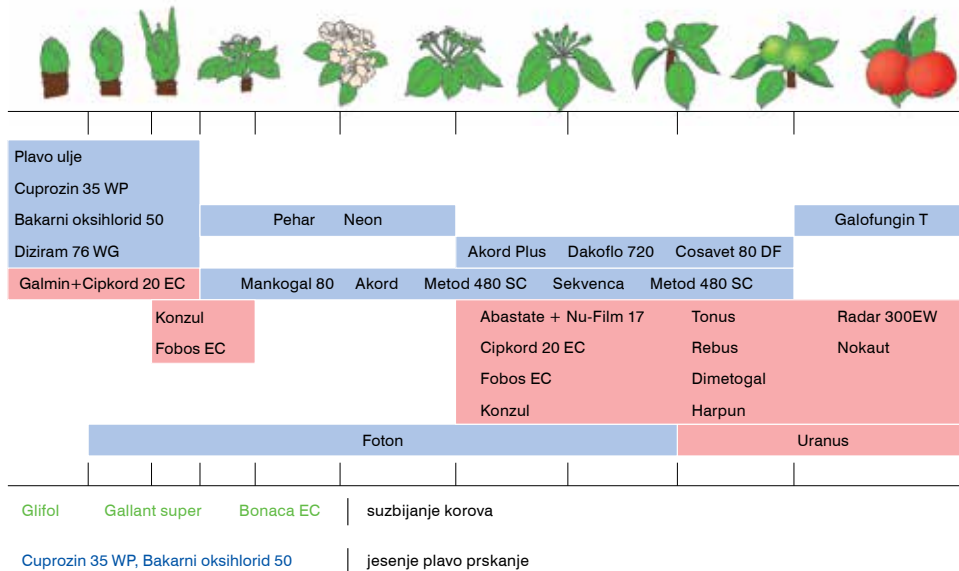 Plavo ulje
Cuprozin 35 WP
Bakarni oksihlorid 50 Pehar Neon Galofungin T
Diziram 76 WG Akord Plus Dakoflo 720 Cosavet 80 DF
Galmin+Cipkord 20 EC Mankogal 80 Akord Metod 480 SC Sekvenca Metod 480 SC
Konzul Abastate + Nu-Film 17 Tonus Radar 300EW
Fobos EC Cipkord 20 EC Rebus Nokaut
Fobos EC Dimetogal
Konzul Harpun
Foton Uranus
Glifol Gallant super Bonaca EC suzbijanje korova
Cuprozin 35 WP, Bakarni oksihlorid 50 jesenje plavo prskanje